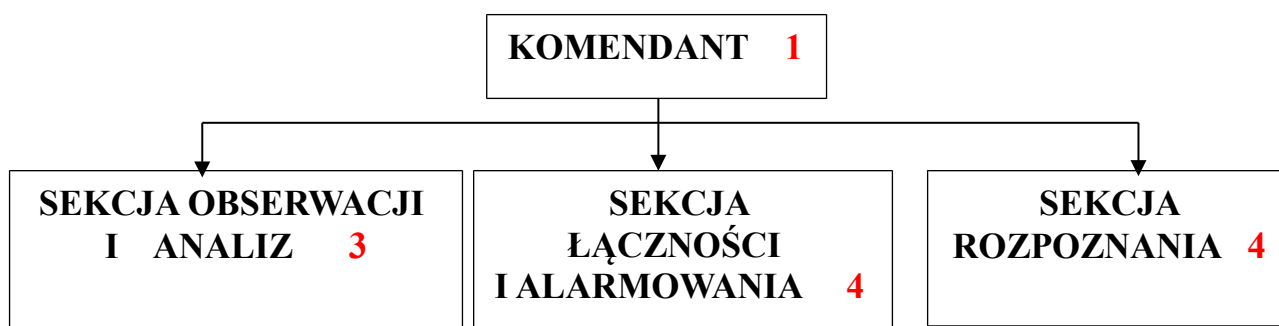 KOMENDANT 1
SEKCJA OBSERWACJI
I ANALIZ 3
SEKCJA
ŁĄCZNOŚCI
I ALARMOWANIA 4
SEKCJA
ROZPOZNANIA 4